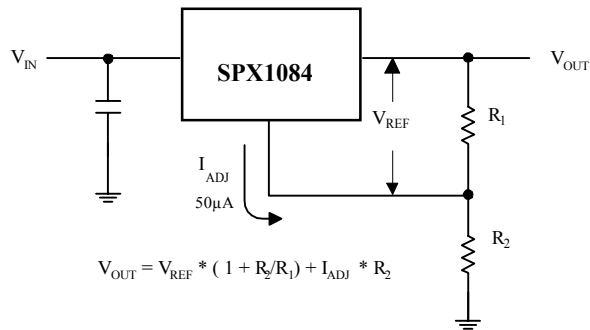 V_IN
SPX1084
V_OUT
V_REF
R_1
I_ADJ
50µA
R_2
V_OUT = V_REF * ( 1 + R_2/R_1) + I_ADJ * R_2